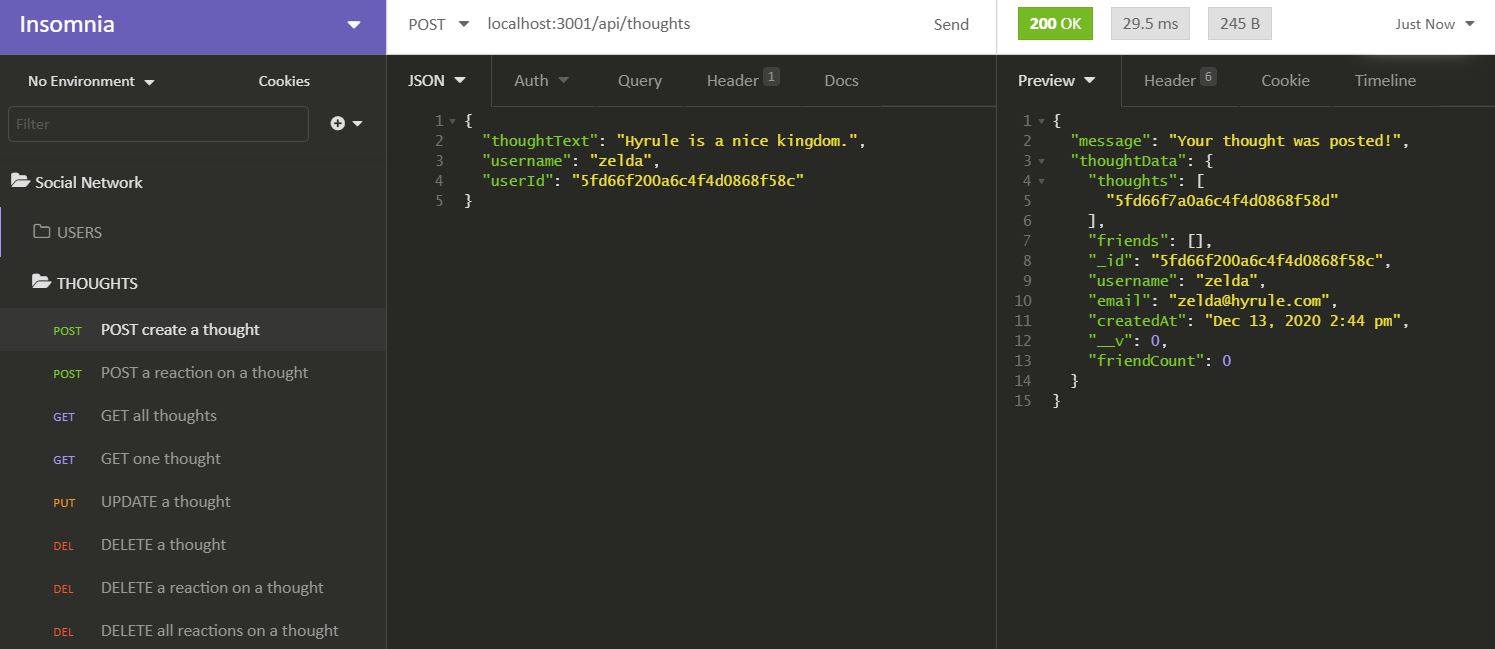 Insomnia
No Environment
Cookies
Filter
Social Network
USERS
THOUGHTS
POST POST create a thought
POST POST a reaction on a thought
GET GET all thoughts
GET GET one thought
PUT UPDATE a thought
DEL DELETE a thought
DEL DELETE a reaction on a thought
DEL DELETE all reactions on a thought
POST localhost:3001/api/thoughts Send
JSON Auth Query Header 1 Docs
1 {
2 "thoughtText": "Hyrule is a nice kingdom.",
3 "username": "zelda",
4 "userId": "5fd66f200a6c4f4d0868f58c"
5 }
200 OK 29.5 ms 245 B Just Now
Preview Header 6 Cookie Timeline
1 {
2 "message": "Your thought was posted!",
3 "thoughtData": {
4 "thoughts": [
5 "5fd66f7a0a6c4f4d0868f58d"
6 ],
7 "friends": [],
8 "_id": "5fd66f200a6c4f4d0868f58c",
9 "username": "zelda",
10 "email": "zelda@hyrule.com",
11 "createdAt": "Dec 13, 2020 2:44 pm",
12 "__v": 0,
13 "friendCount": 0
14 }
15 }